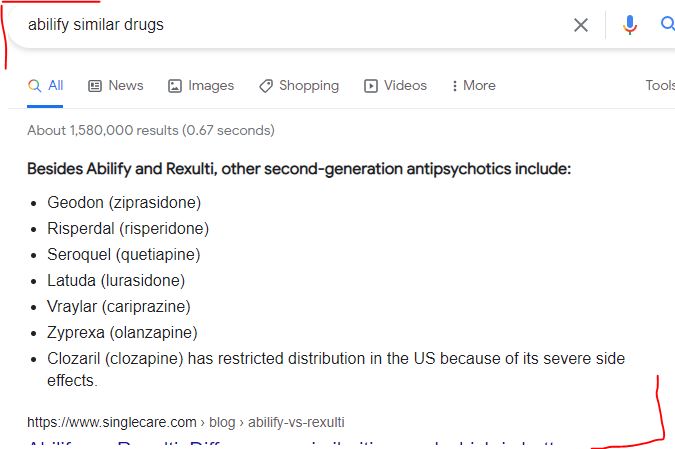 abilify similar drugs
All News Images Shopping Videos More Tools
About 1,580,000 results (0.67 seconds)
Besides Abilify and Rexulti, other second-generation antipsychotics include:
Geodon (ziprasidone)
Risperdal (risperidone)
Seroquel (quetiapine)
Latuda (lurasidone)
Vraylar (cariprazine)
Zyprexa (olanzapine)
Clozaril (clozapine) has restricted distribution in the US because of its severe side
effects.
https://www.singlecare.com › blog › abilify-vs-rexulti